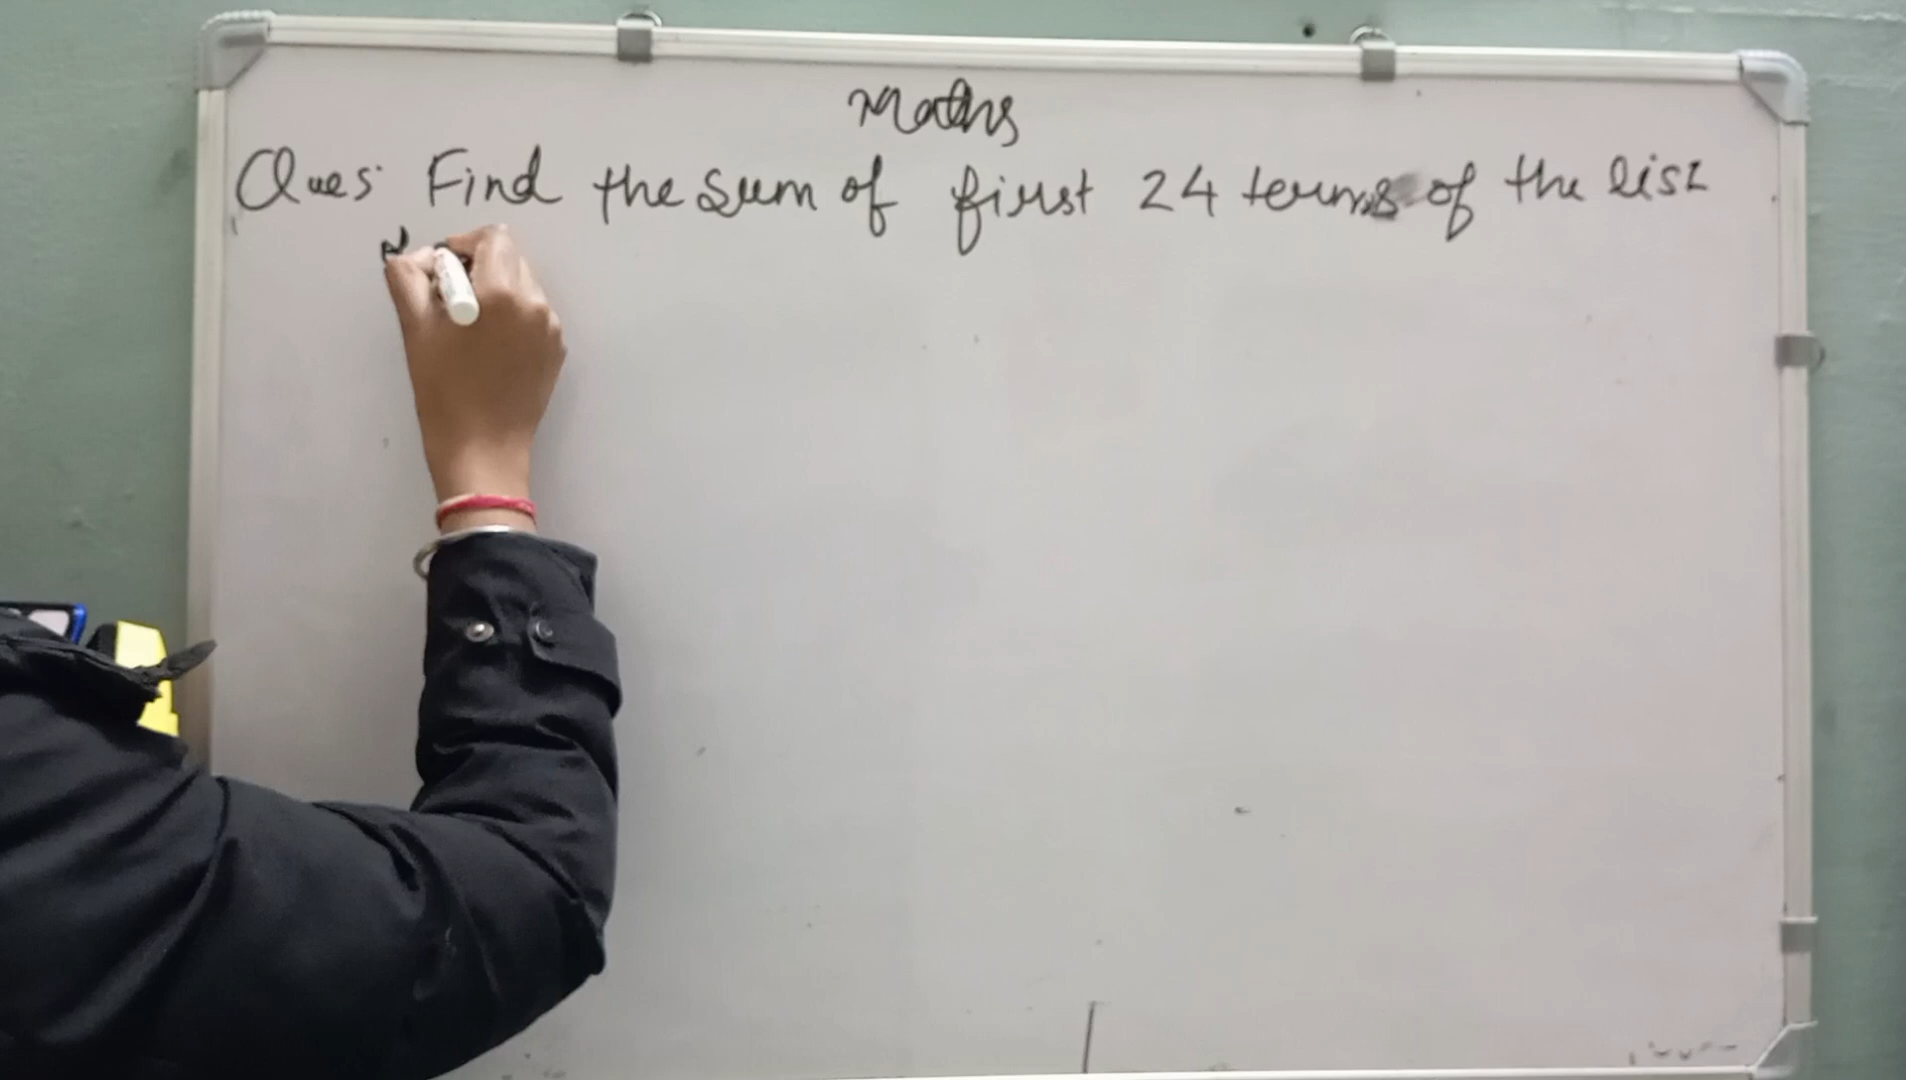 Maths
Ques. Find the sum of first 24 terms of the list